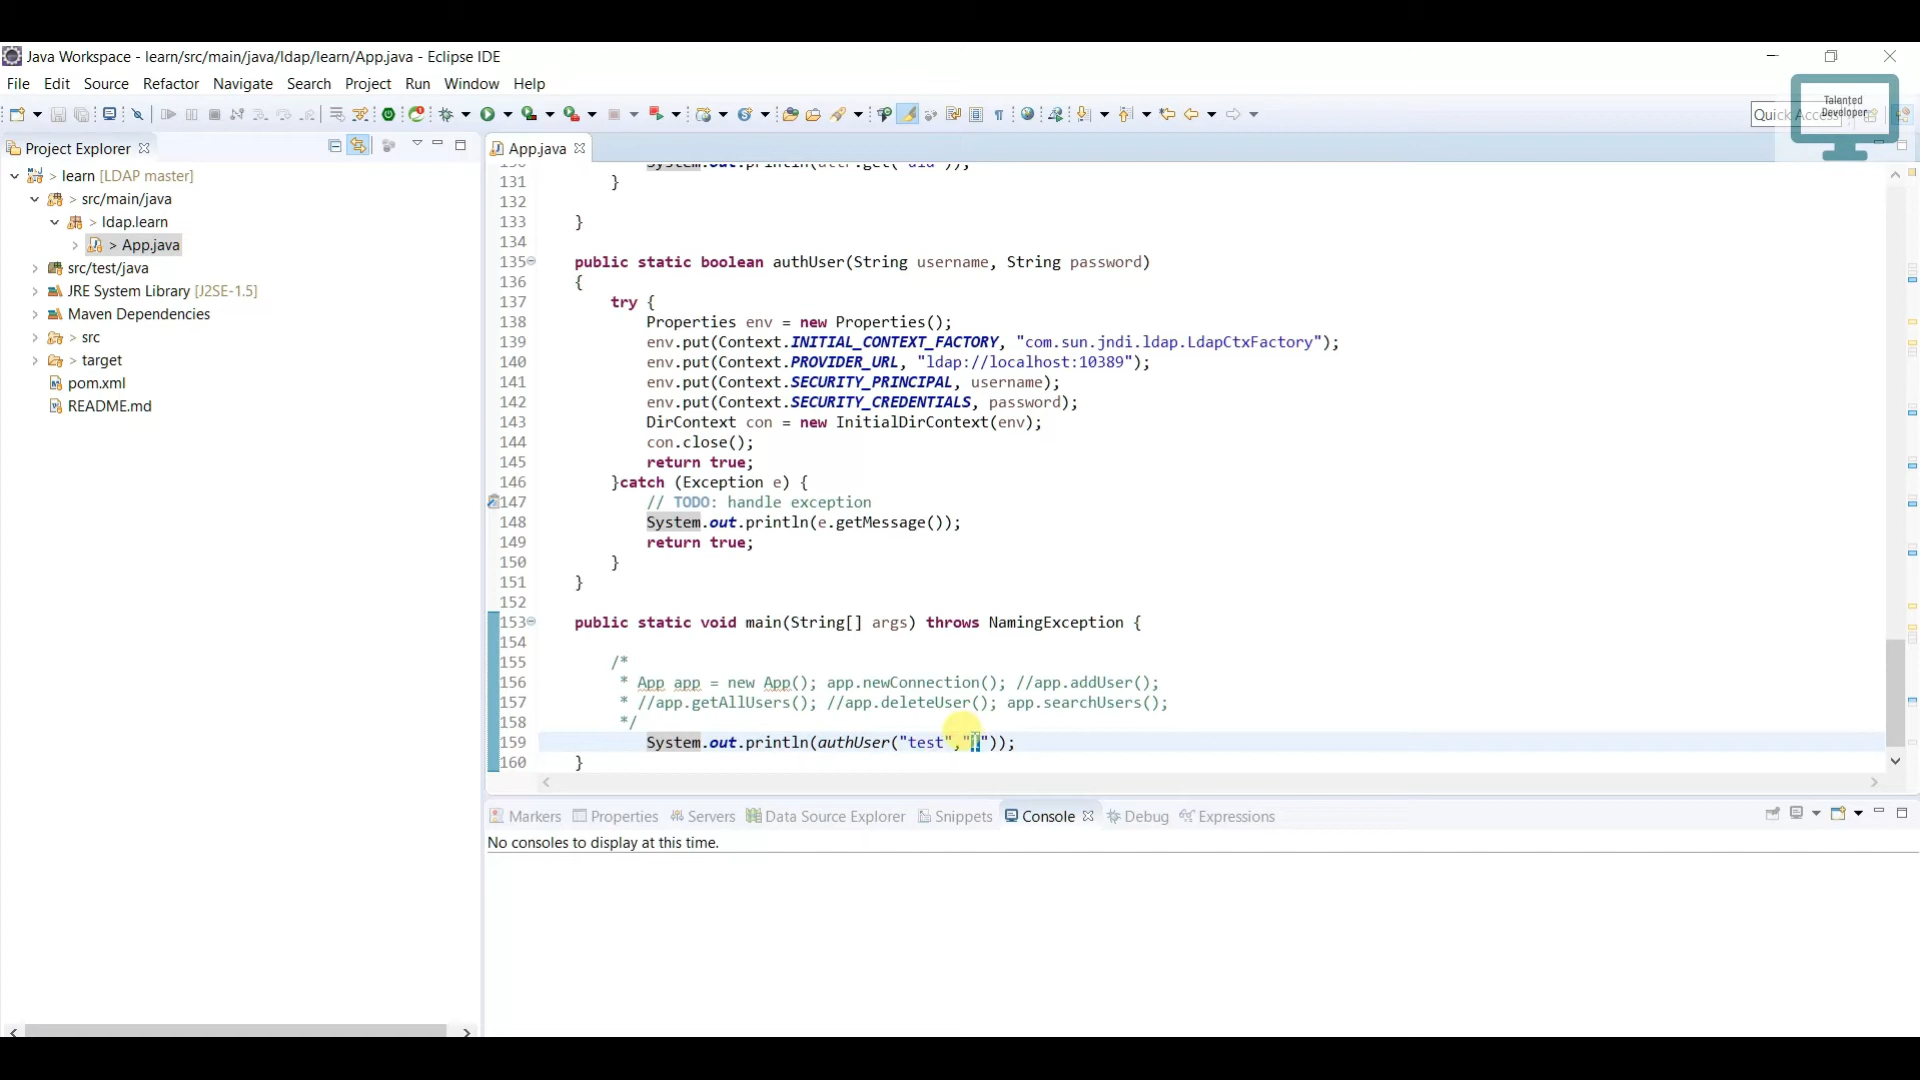 Java Workspace - learn/src/main/java/ldap/learn/App.java - Eclipse IDE
File Edit Source Refactor Navigate Search Project Run Window Help
Talented
Developer
Quick Access
Project Explorer
App.java
> learn [LDAP master]
> src/main/java
> ldap.learn
> App.java
src/test/java
JRE System Library [J2SE-1.5]
Maven Dependencies
> src
> target
pom.xml
README.md
System.out.println(attr.get("uid"));
131 }
132
133 }
134
135 public static boolean authUser(String username, String password)
136 {
137 try {
138 Properties env = new Properties();
139 env.put(Context.INITIAL_CONTEXT_FACTORY, "com.sun.jndi.ldap.LdapCtxFactory");
140 env.put(Context.PROVIDER_URL, "ldap://localhost:10389");
141 env.put(Context.SECURITY_PRINCIPAL, username);
142 env.put(Context.SECURITY_CREDENTIALS, password);
143 DirContext con = new InitialDirContext(env);
144 con.close();
145 return true;
146 }catch (Exception e) {
147 // TODO: handle exception
148 System.out.println(e.getMessage());
149 return true;
150 }
151 }
152
153 public static void main(String[] args) throws NamingException {
154
155 /*
156 * App app = new App(); app.newConnection(); //app.addUser();
157 * //app.getAllUsers(); //app.deleteUser(); app.searchUsers();
158 */
159 System.out.println(authUser("test",""));
160 }
Markers Properties Servers Data Source Explorer Snippets Console Debug Expressions
No consoles to display at this time.